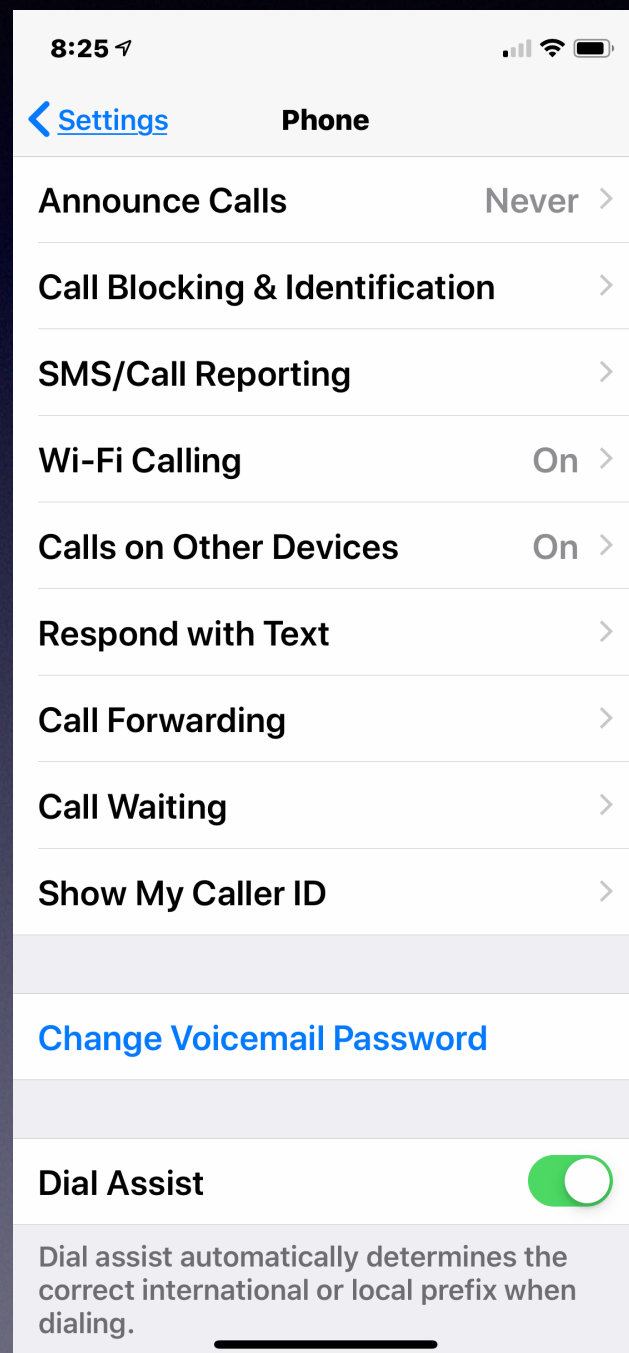 8:25
Settings
Phone
Announce Calls Never
Call Blocking & Identification
SMS/Call Reporting
Wi-Fi Calling On
Calls on Other Devices On
Respond with Text
Call Forwarding
Call Waiting
Show My Caller ID
Change Voicemail Password
Dial Assist
Dial assist automatically determines the
correct international or local prefix when
dialing.